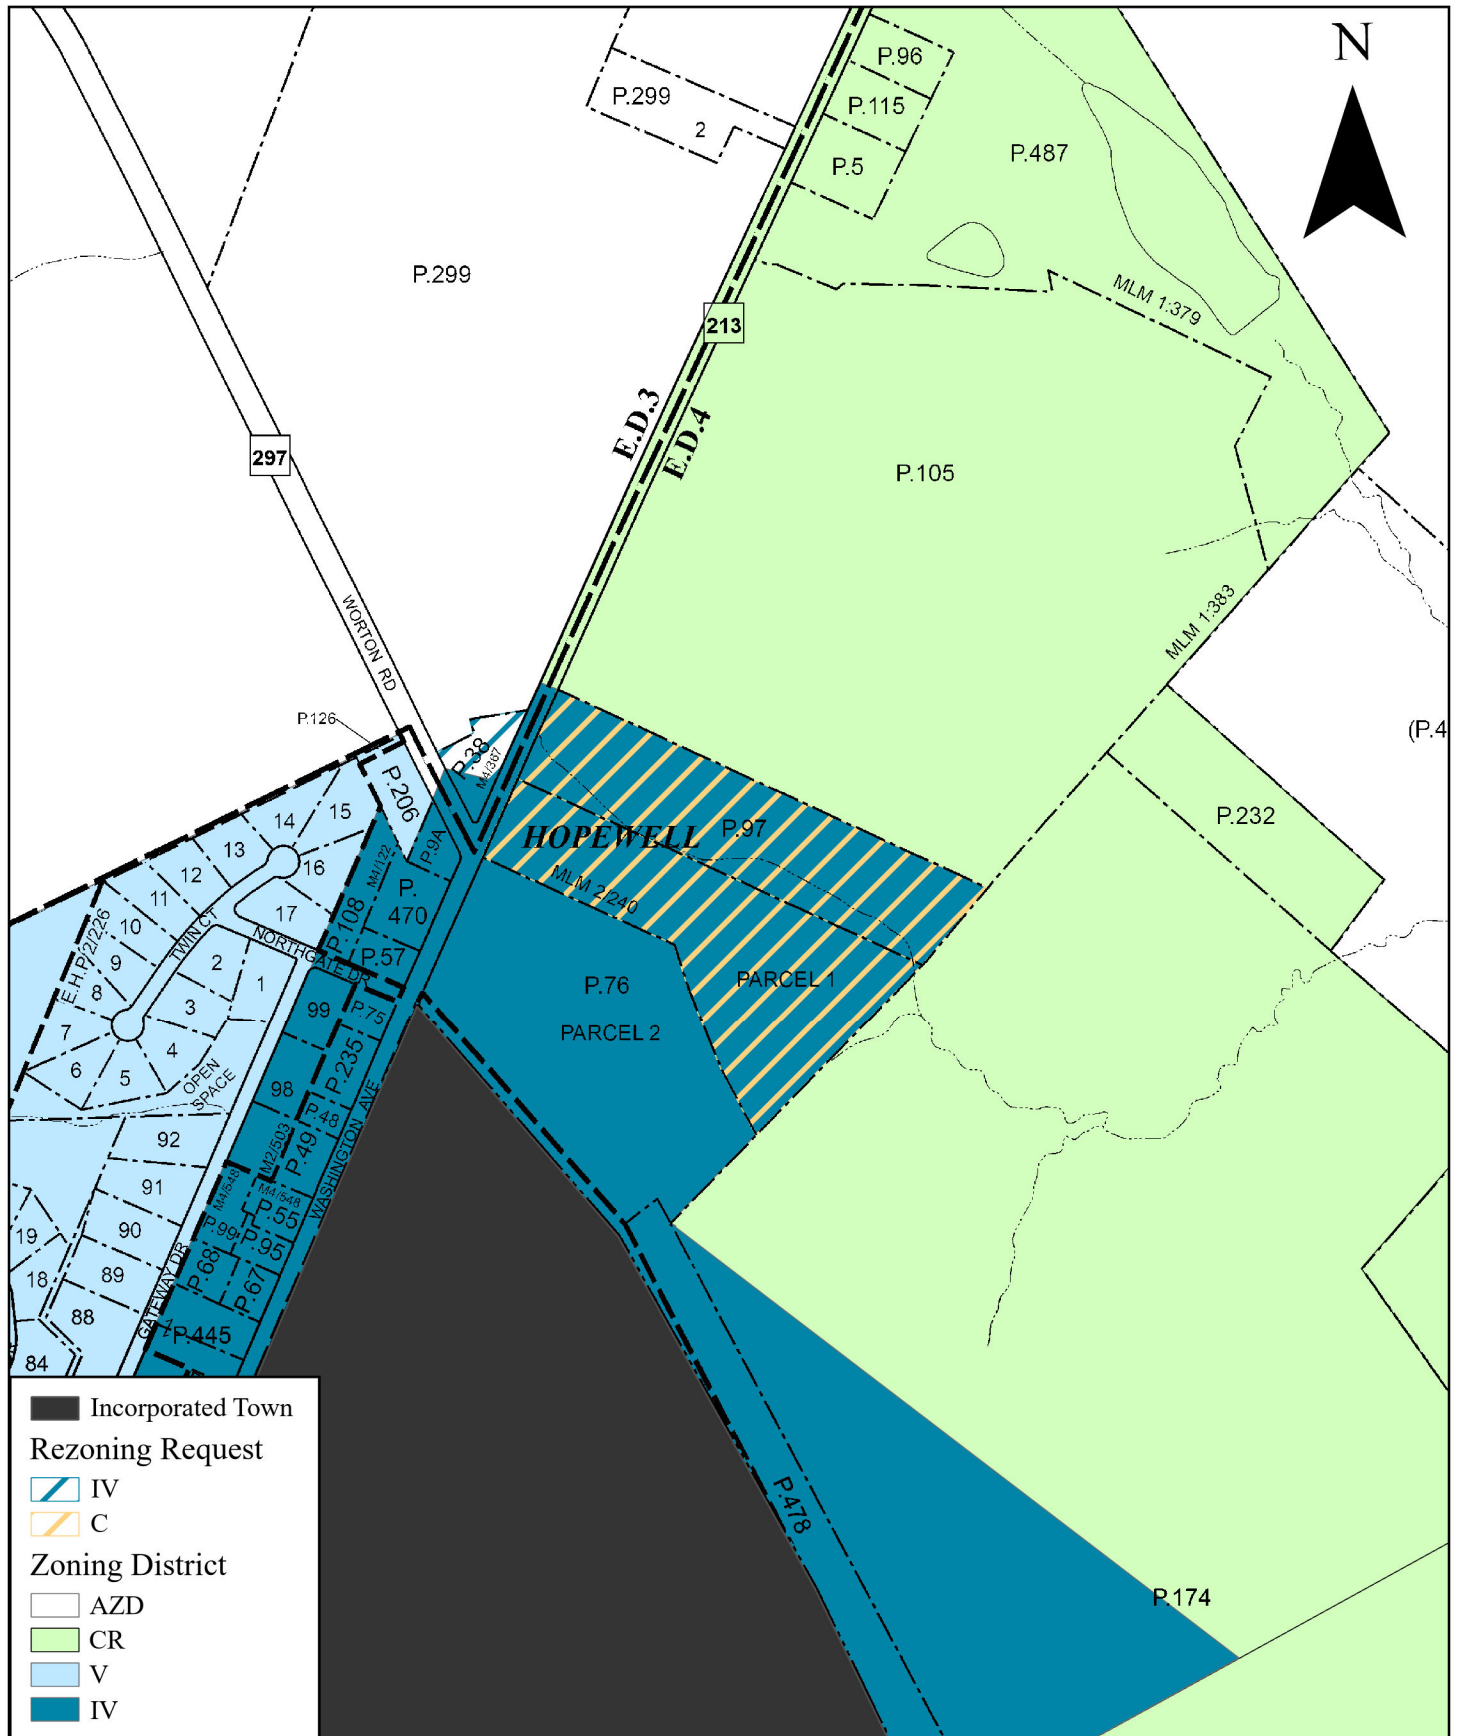 N
P.96
P.299
P.115
2
P.487
P.5
P.299
MLM 1:379
213
E.D.3
E.D.4
297
P.105
WORTON RD
MLM 1:383
P.126
(P.4
P.38
M4/367
P.206
15
14
P.232
HOPEWELL
P.97
13
P.9A
16
12
M4/122
MLM 2/240
11
P.
470
17
P.108
10
E.H.P/2/226
TWIN CT
NORTHGATE DR
P.57
9
2
1
8
3
P.76
PARCEL 1
99
P.75
7
4
PARCEL 2
P.235
6
5
OPEN
SPACE
98
P.48
WASHINGTON AVE
92
M2/503
P.49
91
M4/548
M4/548
P.55
90
P.99
P.95
19
89
P.68
P.67
18
GATEWAY DR
88
P.445
84
P.478
P.174
Incorporated Town
Rezoning Request
IV
C
Zoning District
AZD
CR
V
IV